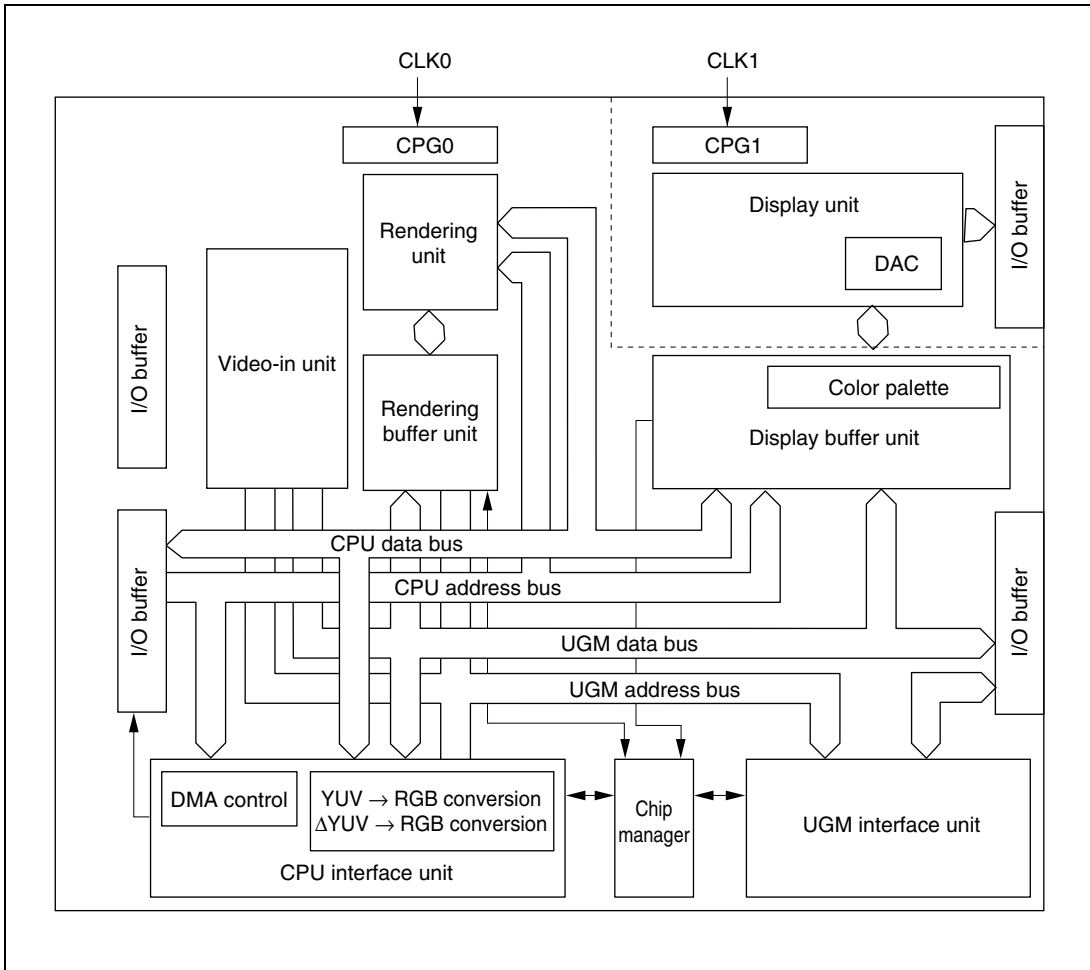 CLK0
CLK1
CPG0
CPG1
Rendering
unit
Display unit
DAC
I/O buffer
I/O buffer
Video-in unit
Rendering
buffer unit
Color palette
Display buffer unit
I/O buffer
CPU data bus
CPU address bus
I/O buffer
UGM data bus
UGM address bus
DMA control
YUV → RGB conversion
ΔYUV → RGB conversion
CPU interface unit
Chip
manager
UGM interface unit